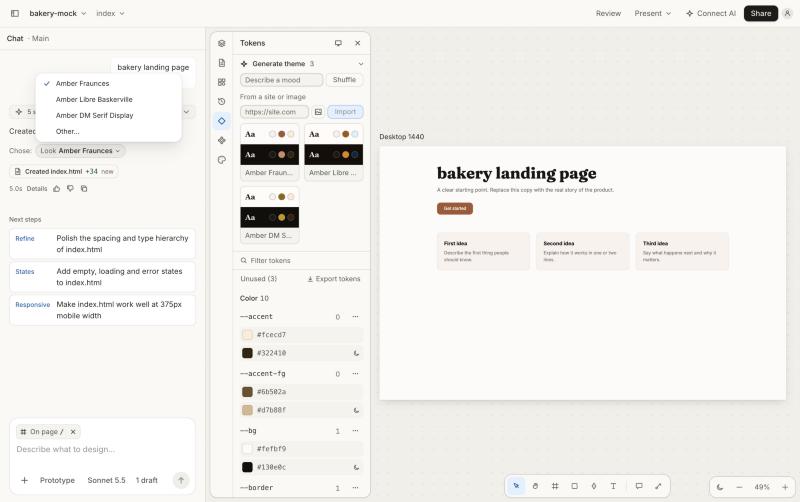 bakery-mock
index
Review
Present
Connect AI
Share
Chat · Main
bakery landing page
Amber Fraunces
Amber Libre Baskerville
Amber DM Serif Display
Other...
5 s
Created
Chose:
Look Amber Fraunces
Created index.html +34 new
5.0s Details
Next steps
Refine
Polish the spacing and type hierarchy
of index.html
States
Add empty, loading and error states
to index.html
Responsive
Make index.html work well at 375px
mobile width
On page /
Describe what to design...
Prototype
Sonnet 5.5
1 draft
Tokens
Generate theme 3
Describe a mood
Shuffle
From a site or image
https://site.com
Import
Aa
Aa
Amber Fraun...
Aa
Aa
Amber Libre ...
Aa
Aa
Amber DM S...
Filter tokens
Unused (3)
Export tokens
Color 10
--accent 0
#fcecd7
#322410
--accent-fg 0
#6b502a
#d7b88f
--bg 1
#fefbf9
#130e0c
--border 1
Desktop 1440
bakery landing page
A clear starting point. Replace this copy with the real story of the product.
Get started
First idea
Describe the first thing people
should know.
Second idea
Explain how it works in one or two
lines.
Third idea
Say what happens next and why it
matters.
49%